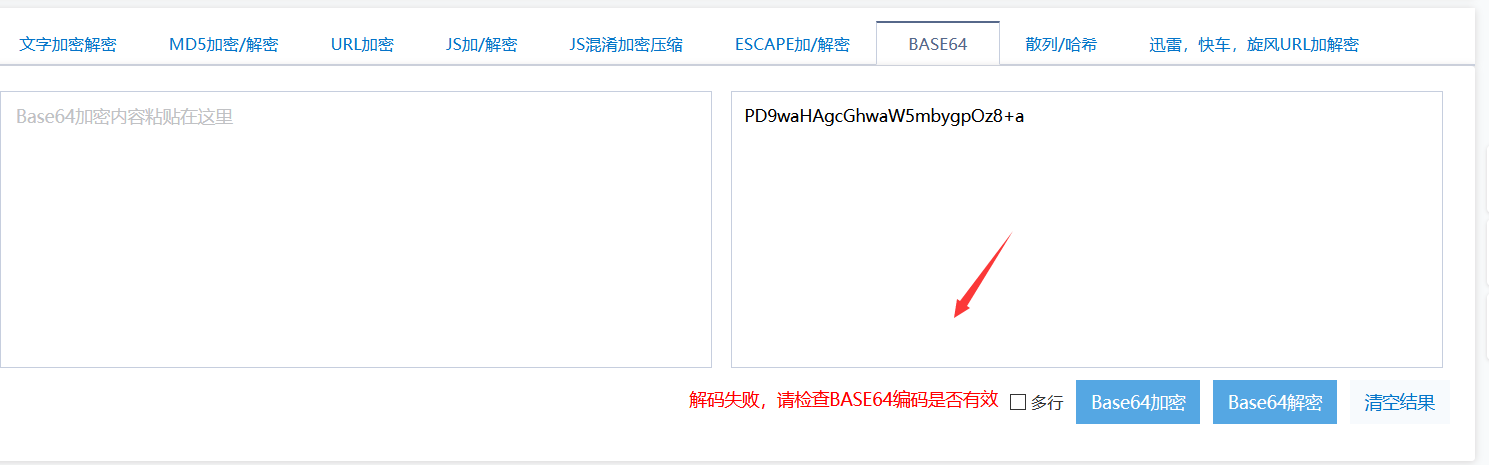 文字加密解密 MD5加密/解密 URL加密 JS加/解密 JS混淆加密压缩 ESCAPE加/解密 BASE64 散列/哈希 迅雷，快车，旋风URL加解密
Base64加密内容粘贴在这里 PD9waHAgcGhwaW5mbygpOz8+a
解码失败，请检查BASE64编码是否有效 多行 Base64加密 Base64解密 清空结果